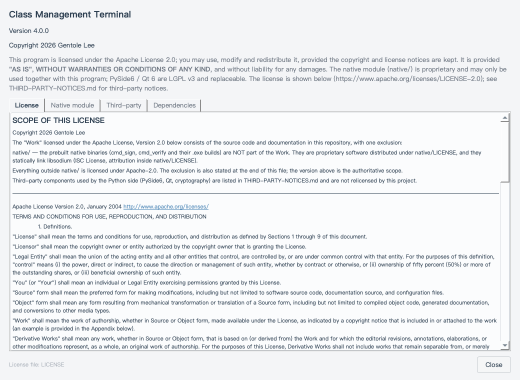 Class Management Terminal
Version 4.0.0
Copyright 2026 Gentole Lee
This program is licensed under the Apache License 2.0; you may use, modify and redistribute it, provided the copyright and license notices are kept. It is provided
"AS IS", WITHOUT WARRANTIES OR CONDITIONS OF ANY KIND, and without liability for any damages. The native module (native/) is proprietary and may only be
used together with this program; PySide6 / Qt 6 are LGPL v3 and replaceable. The license is shown below (https://www.apache.org/licenses/LICENSE-2.0); see
THIRD-PARTY-NOTICES.md for third-party notices.
License Native module Third-party Dependencies
SCOPE OF THIS LICENSE
Copyright 2026 Gentole Lee
The "Work" licensed under the Apache License, Version 2.0 below consists of the source code and documentation in this repository, with one exclusion:
native/ — the prebuilt native binaries (cmd_sign, cmd_verify and their .exe builds) are NOT part of the Work. They are proprietary software distributed under native/LICENSE, and they
statically link libsodium (ISC License, attribution inside native/LICENSE).
Everything outside native/ is licensed under Apache-2.0. The exclusion is also stated at the end of this file; the version above is the authoritative scope.
Third-party components used by the Python side (PySide6, Qt, cryptography) are listed in THIRD-PARTY-NOTICES.md and are not relicensed by this project.
Apache License Version 2.0, January 2004 http://www.apache.org/licenses/
TERMS AND CONDITIONS FOR USE, REPRODUCTION, AND DISTRIBUTION
1. Definitions.
"License" shall mean the terms and conditions for use, reproduction, and distribution as defined by Sections 1 through 9 of this document.
"Licensor" shall mean the copyright owner or entity authorized by the copyright owner that is granting the License.
"Legal Entity" shall mean the union of the acting entity and all other entities that control, are controlled by, or are under common control with that entity. For the purposes of this definition,
"control" means (i) the power, direct or indirect, to cause the direction or management of such entity, whether by contract or otherwise, or (ii) ownership of fifty percent (50%) or more of
the outstanding shares, or (iii) beneficial ownership of such entity.
"You" (or "Your") shall mean an individual or Legal Entity exercising permissions granted by this License.
"Source" form shall mean the preferred form for making modifications, including but not limited to software source code, documentation source, and configuration files.
"Object" form shall mean any form resulting from mechanical transformation or translation of a Source form, including but not limited to compiled object code, generated documentation,
and conversions to other media types.
"Work" shall mean the work of authorship, whether in Source or Object form, made available under the License, as indicated by a copyright notice that is included in or attached to the work
(an example is provided in the Appendix below).
"Derivative Works" shall mean any work, whether in Source or Object form, that is based on (or derived from) the Work and for which the editorial revisions, annotations, elaborations, or
other modifications represent, as a whole, an original work of authorship. For the purposes of this License, Derivative Works shall not include works that remain separable from, or merely
License file: LICENSE
Close